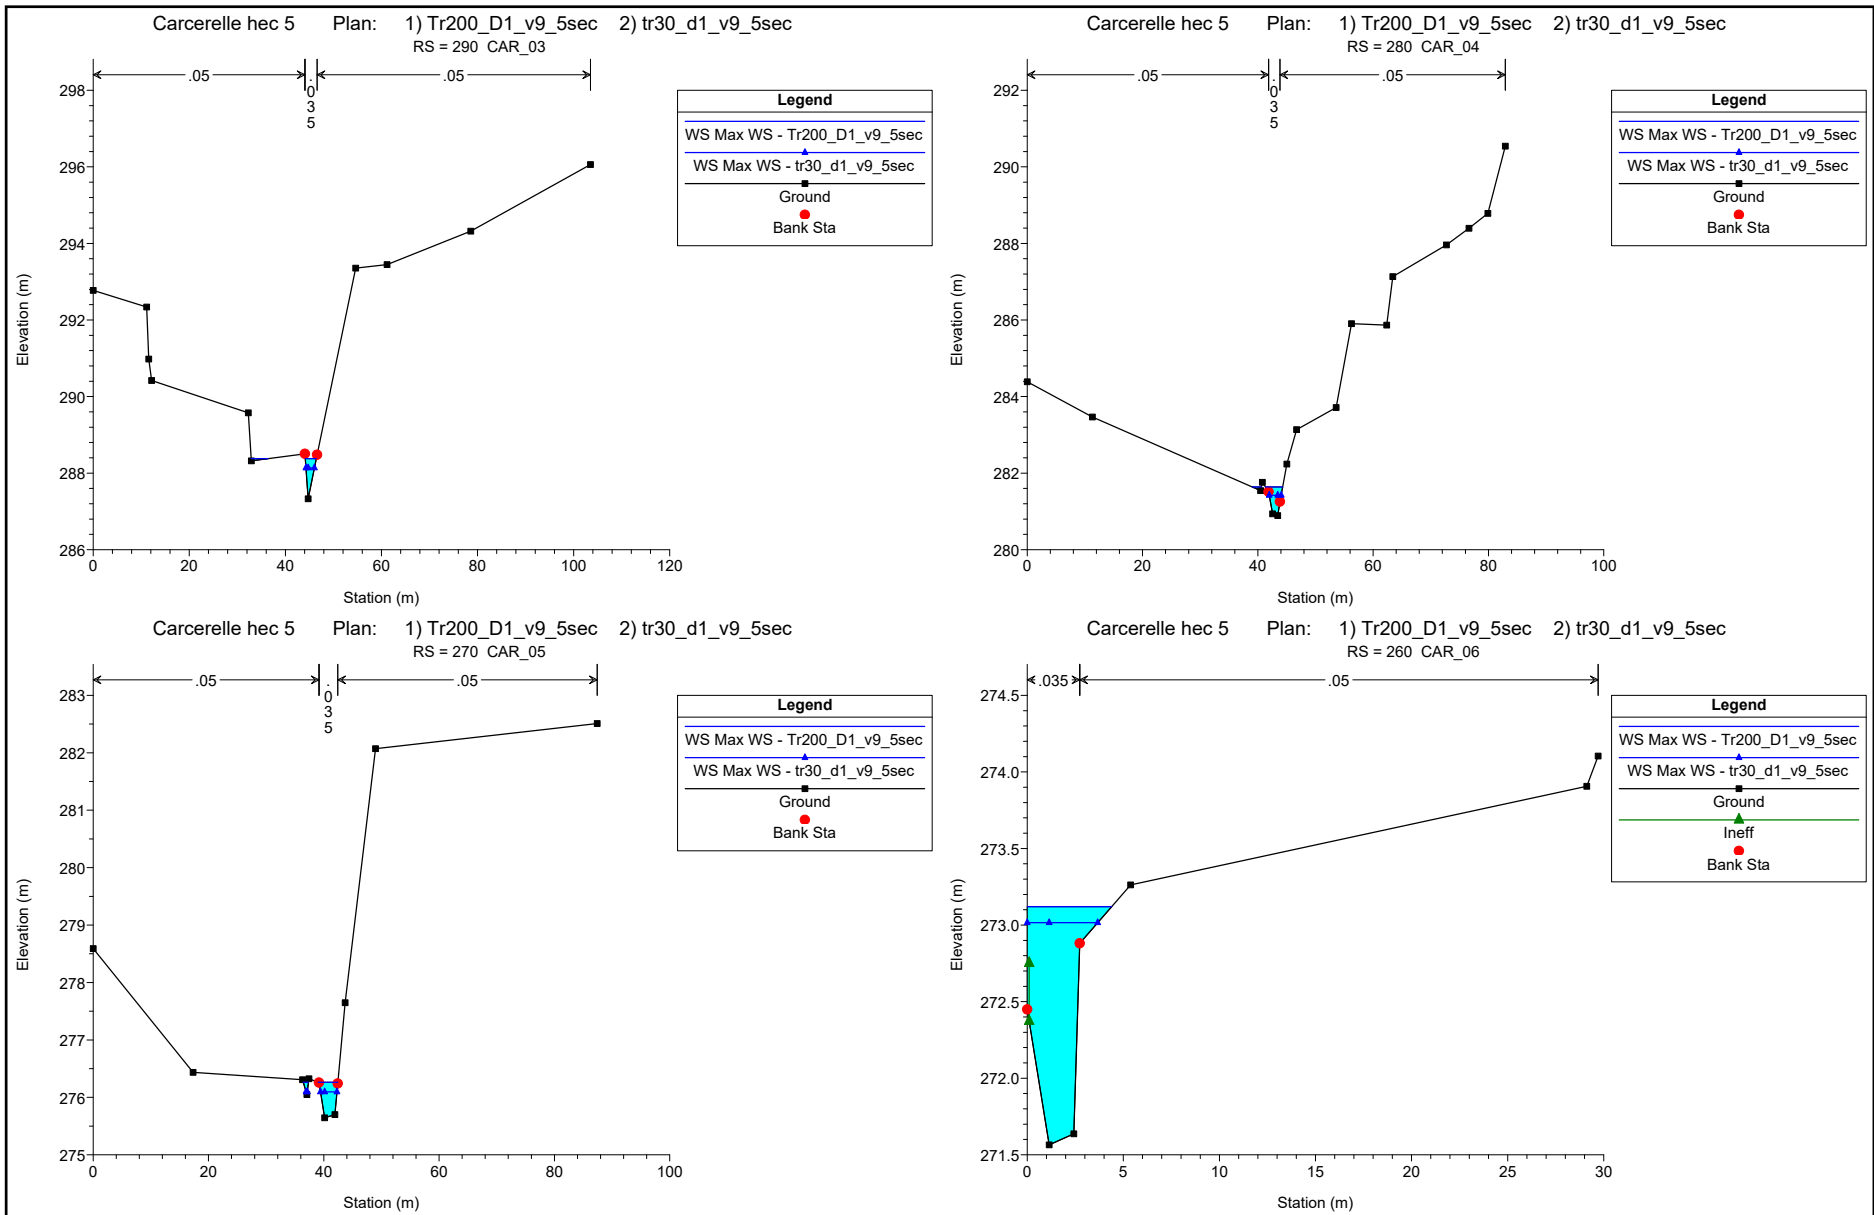 Carcerelle hec 5 Plan: 1) Tr200_D1_v9_5sec 2) tr30_d1_v9_5sec
RS = 290 CAR_03
.05
.035
.05
Legend
WS Max WS - Tr200_D1_v9_5sec
WS Max WS - tr30_d1_v9_5sec
Ground
Bank Sta
298
296
294
292
290
288
286
Elevation (m)
0 20 40 60 80 100 120
Station (m)
Carcerelle hec 5 Plan: 1) Tr200_D1_v9_5sec 2) tr30_d1_v9_5sec
RS = 280 CAR_04
.05
.035
.05
Legend
WS Max WS - Tr200_D1_v9_5sec
WS Max WS - tr30_d1_v9_5sec
Ground
Bank Sta
292
290
288
286
284
282
280
Elevation (m)
0 20 40 60 80 100
Station (m)
Carcerelle hec 5 Plan: 1) Tr200_D1_v9_5sec 2) tr30_d1_v9_5sec
RS = 270 CAR_05
.05
.035
.05
Legend
WS Max WS - Tr200_D1_v9_5sec
WS Max WS - tr30_d1_v9_5sec
Ground
Bank Sta
283
282
281
280
279
278
277
276
275
Elevation (m)
0 20 40 60 80 100
Station (m)
Carcerelle hec 5 Plan: 1) Tr200_D1_v9_5sec 2) tr30_d1_v9_5sec
RS = 260 CAR_06
.035
.05
Legend
WS Max WS - Tr200_D1_v9_5sec
WS Max WS - tr30_d1_v9_5sec
Ground
Ineff
Bank Sta
274.5
274.0
273.5
273.0
272.5
272.0
271.5
Elevation (m)
0 5 10 15 20 25 30
Station (m)